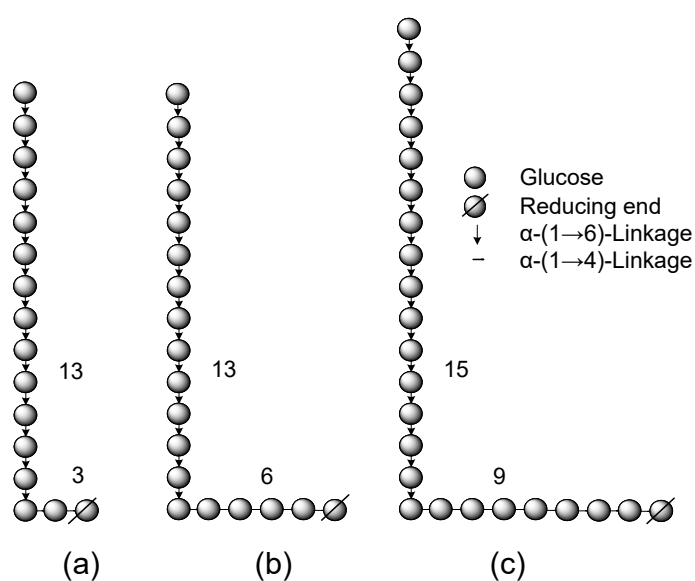 Glucose
Reducing end
α-(1→6)-Linkage
α-(1→4)-Linkage
13
13
15
3
6
9
(a)
(b)
(c)